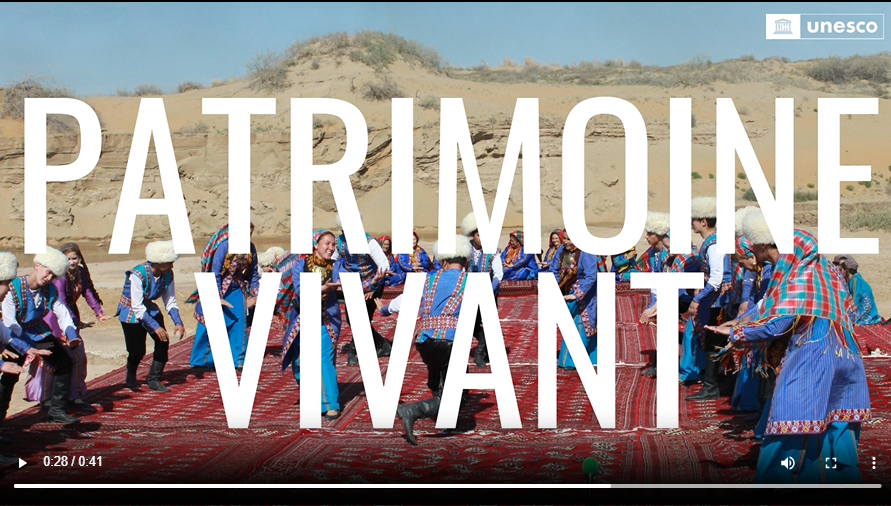 unesco
PATRIMOINE
VIVANT
0:28 / 0:41